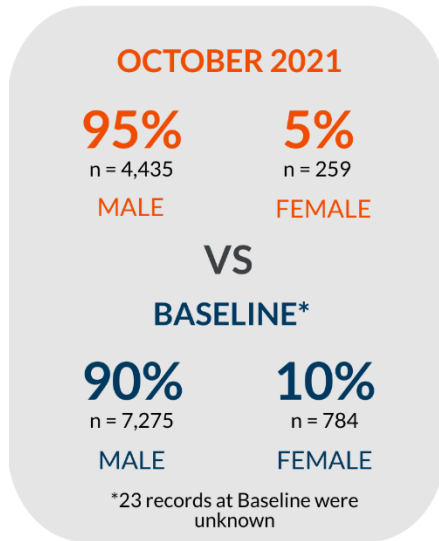 OCTOBER 2021
95% 5%
n = 4,435 n = 259
MALE FEMALE
VS
BASELINE*
90% 10%
n = 7,275 n = 784
MALE FEMALE
*23 records at Baseline were
unknown